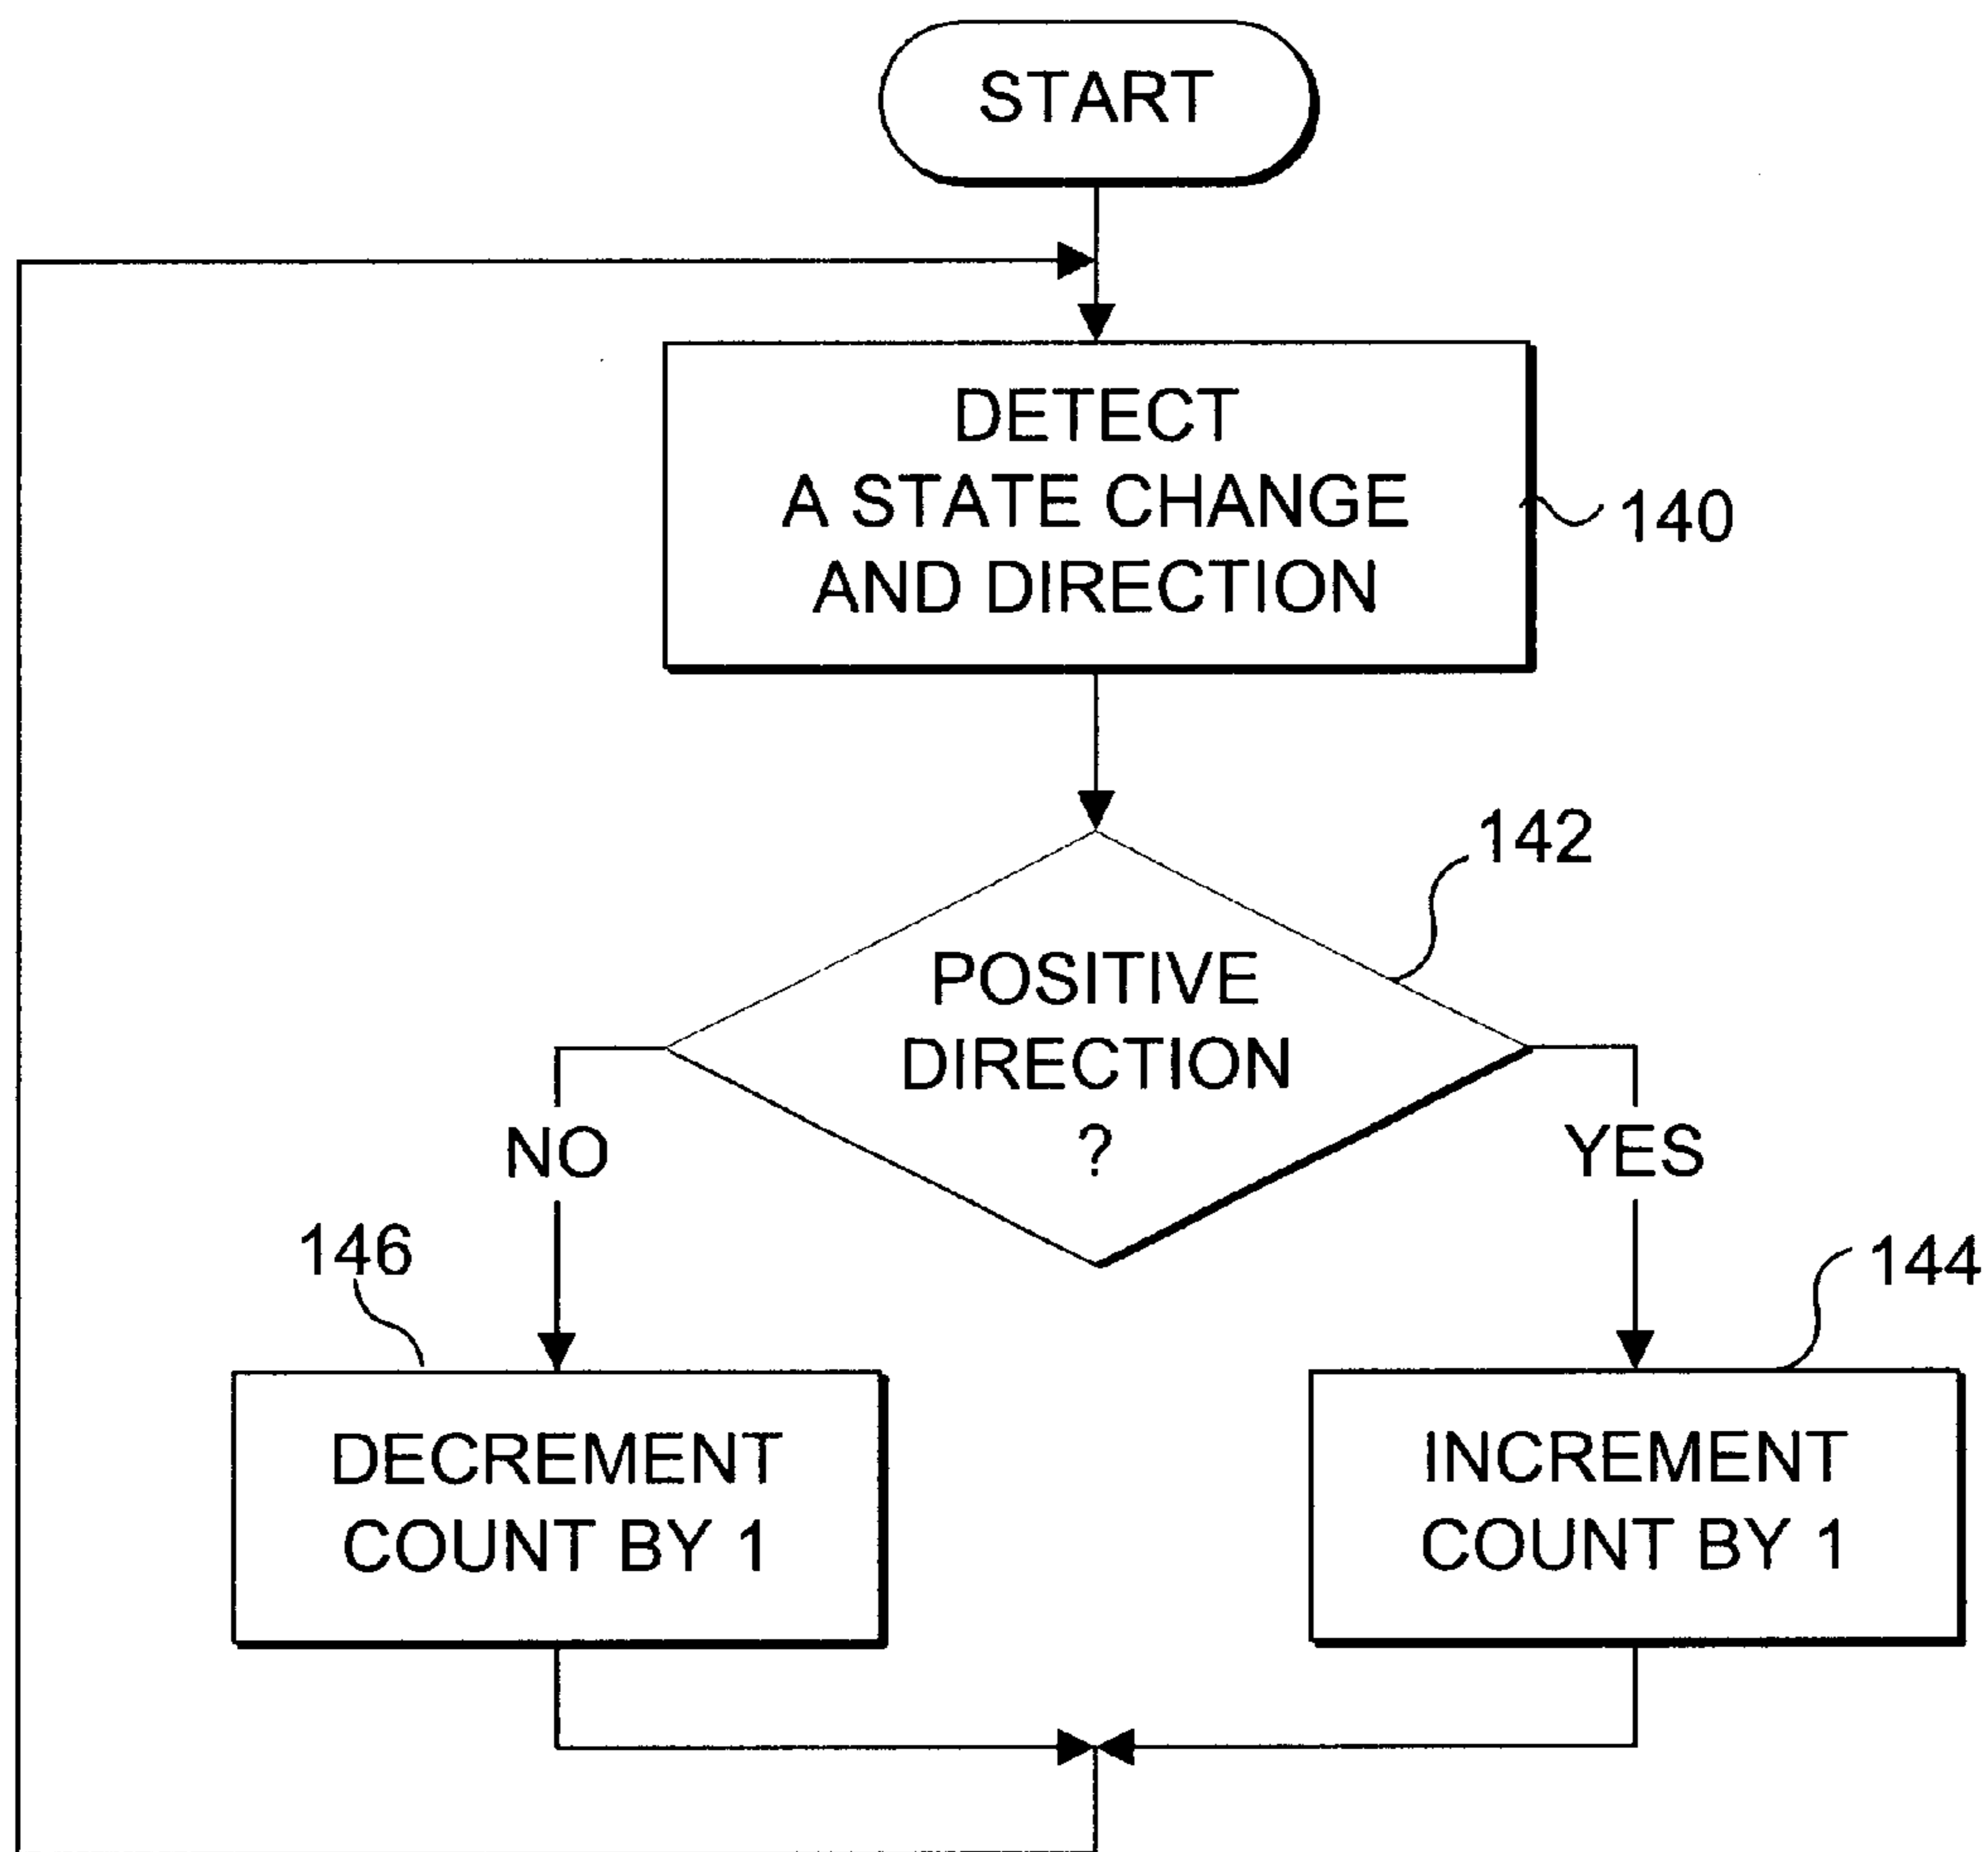 START
DETECT
A STATE CHANGE
AND DIRECTION
140
142
POSITIVE
DIRECTION
?
NO
YES
146
144
DECREMENT
COUNT BY 1
INCREMENT
COUNT BY 1